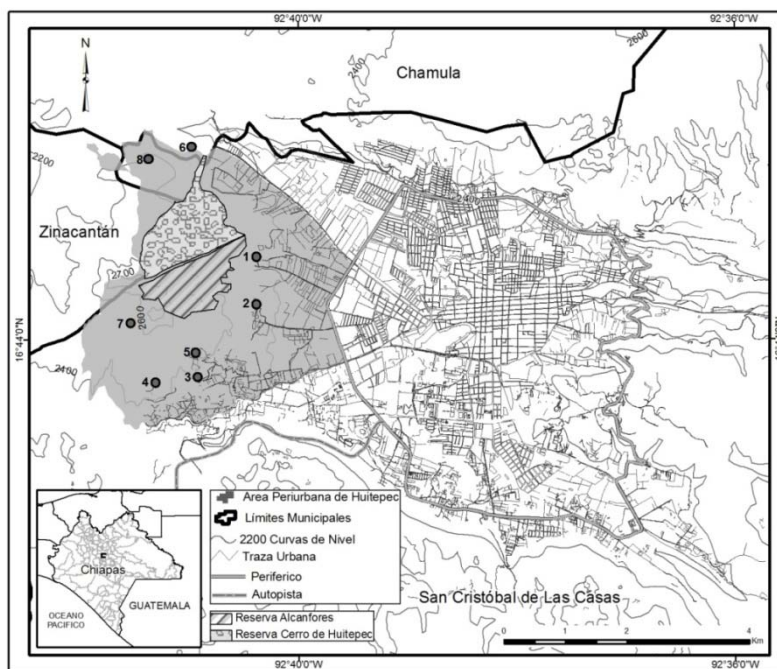 92°40'0"W 92°36'0"W
N
2400
2600
Chamula
2200
6
8
Zinacantán
1
2700
2
7
2800
16°44'0"N
5
2400
4
3
Area Periurbana de Huitepec
Límites Municipales
2200 Curvas de Nivel
Traza Urbana
Periferico
Autopista
Reserva Alcanfores
Reserva Cerro de Huitepec
Chiapas
GUATEMALA
OCEANO
PACIFICO
San Cristóbal de Las Casas
0 1 2 4
Km
92°40'0"W 92°36'0"W